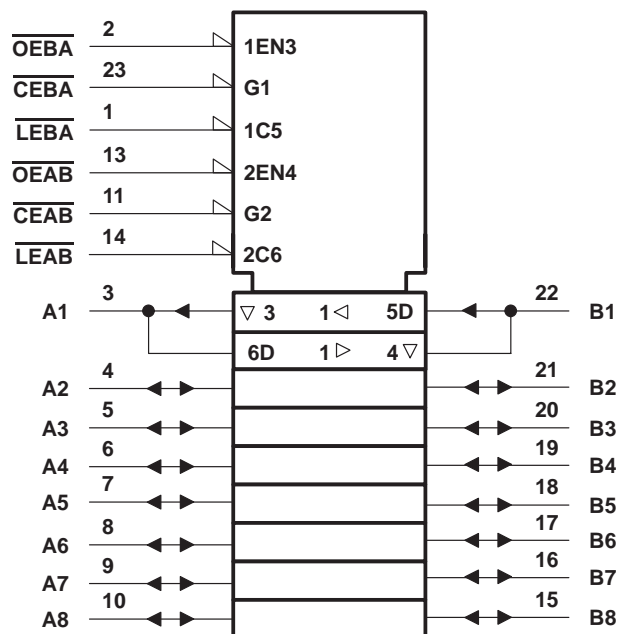 OEBA 2 1EN3
CEBA 23 G1
LEBA 1 1C5
OEAB 13 2EN4
CEAB 11 G2
LEAB 14 2C6
A1 3 ▽ 3 1 ◁ 5D 22 B1
6D 1 ▷ 4 ▽
A2 4 21 B2
A3 5 20 B3
A4 6 19 B4
A5 7 18 B5
A6 8 17 B6
A7 9 16 B7
A8 10 15 B8